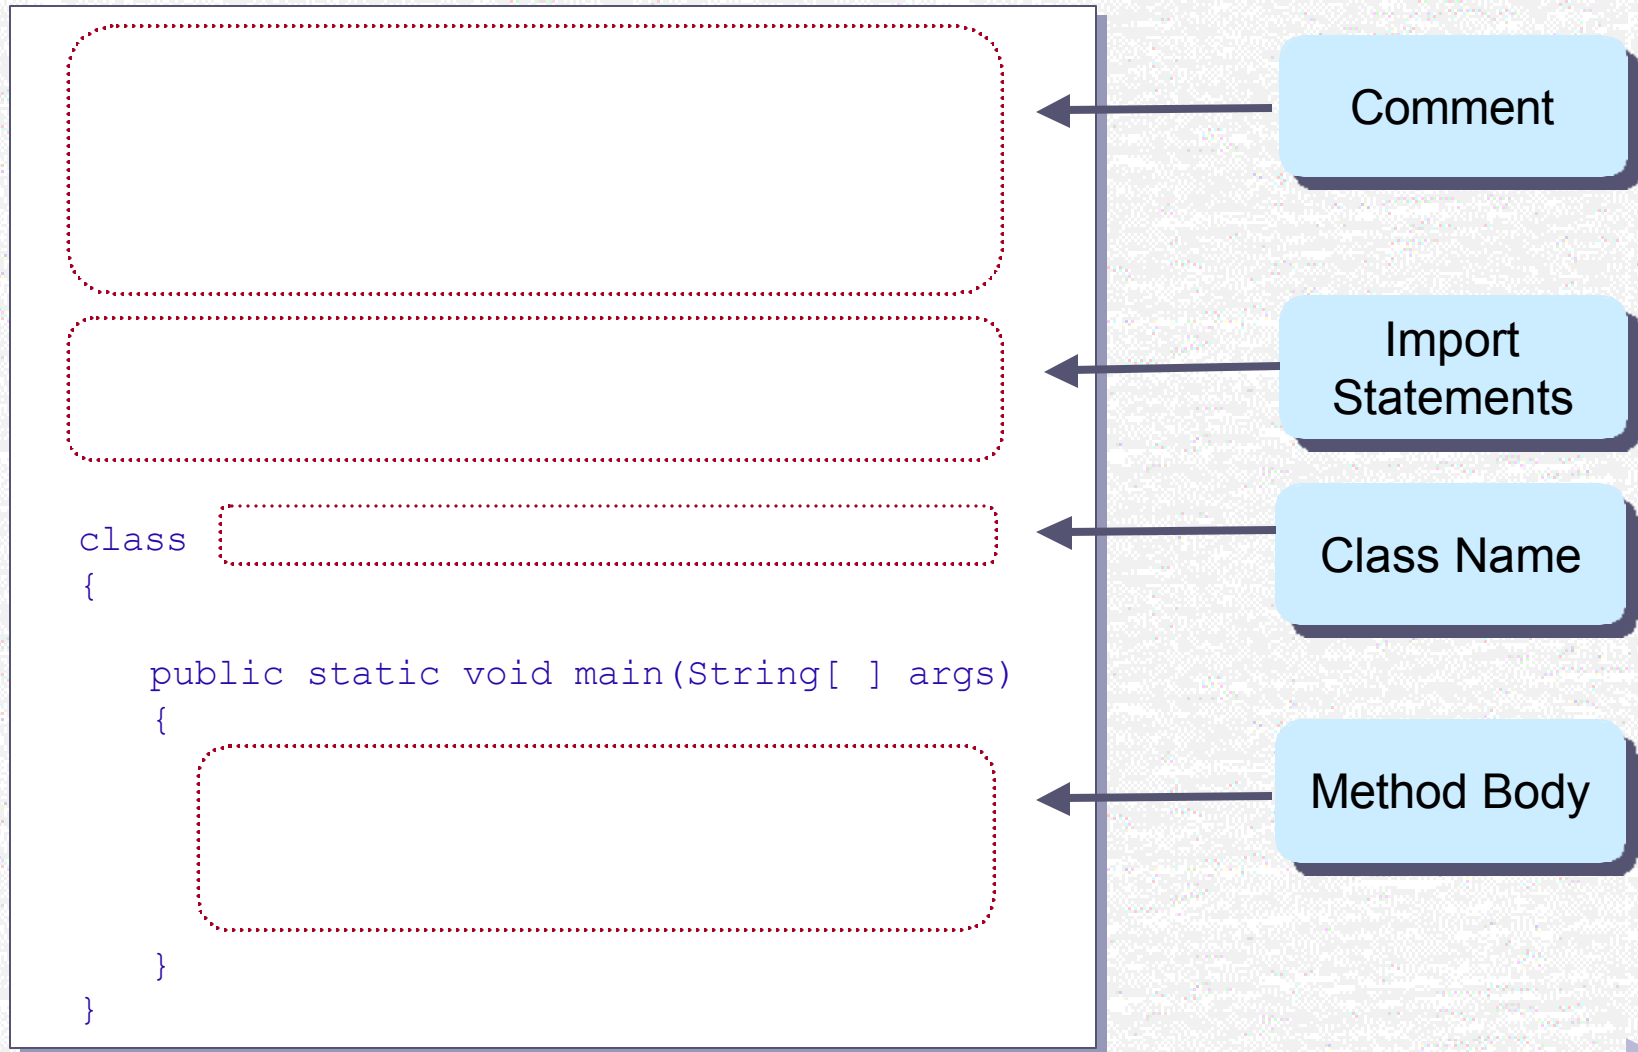 Comment
Import
Statements
class
Class Name
{
public static void main(String[ ] args)
{
Method Body
}
}